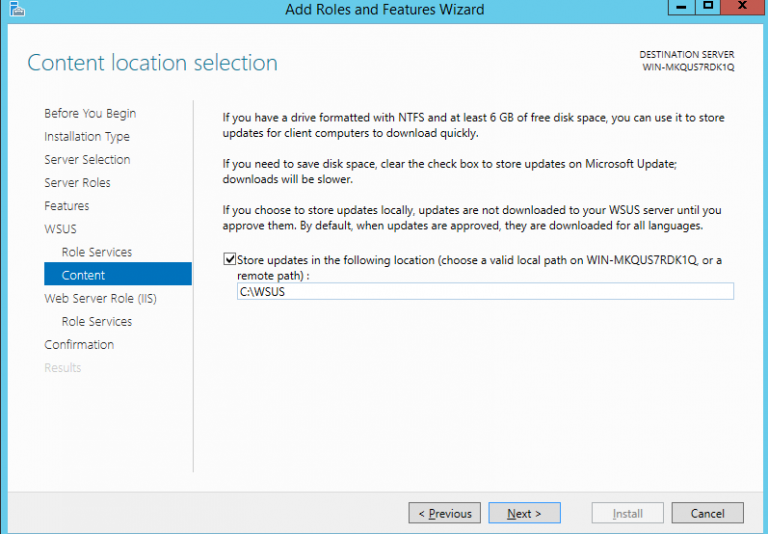 Add Roles and Features Wizard
Content location selection
DESTINATION SERVER
WIN-MKQUS7RDK1Q
Before You Begin
Installation Type
Server Selection
Server Roles
Features
WSUS
Role Services
Content
Web Server Role (IIS)
Role Services
Confirmation
Results
If you have a drive formatted with NTFS and at least 6 GB of free disk space, you can use it to store
updates for client computers to download quickly.
If you need to save disk space, clear the check box to store updates on Microsoft Update;
downloads will be slower.
If you choose to store updates locally, updates are not downloaded to your WSUS server until you
approve them. By default, when updates are approved, they are downloaded for all languages.
Store updates in the following location (choose a valid local path on WIN-MKQUS7RDK1Q, or a
remote path) :
C:\WSUS
< Previous
Next >
Install
Cancel